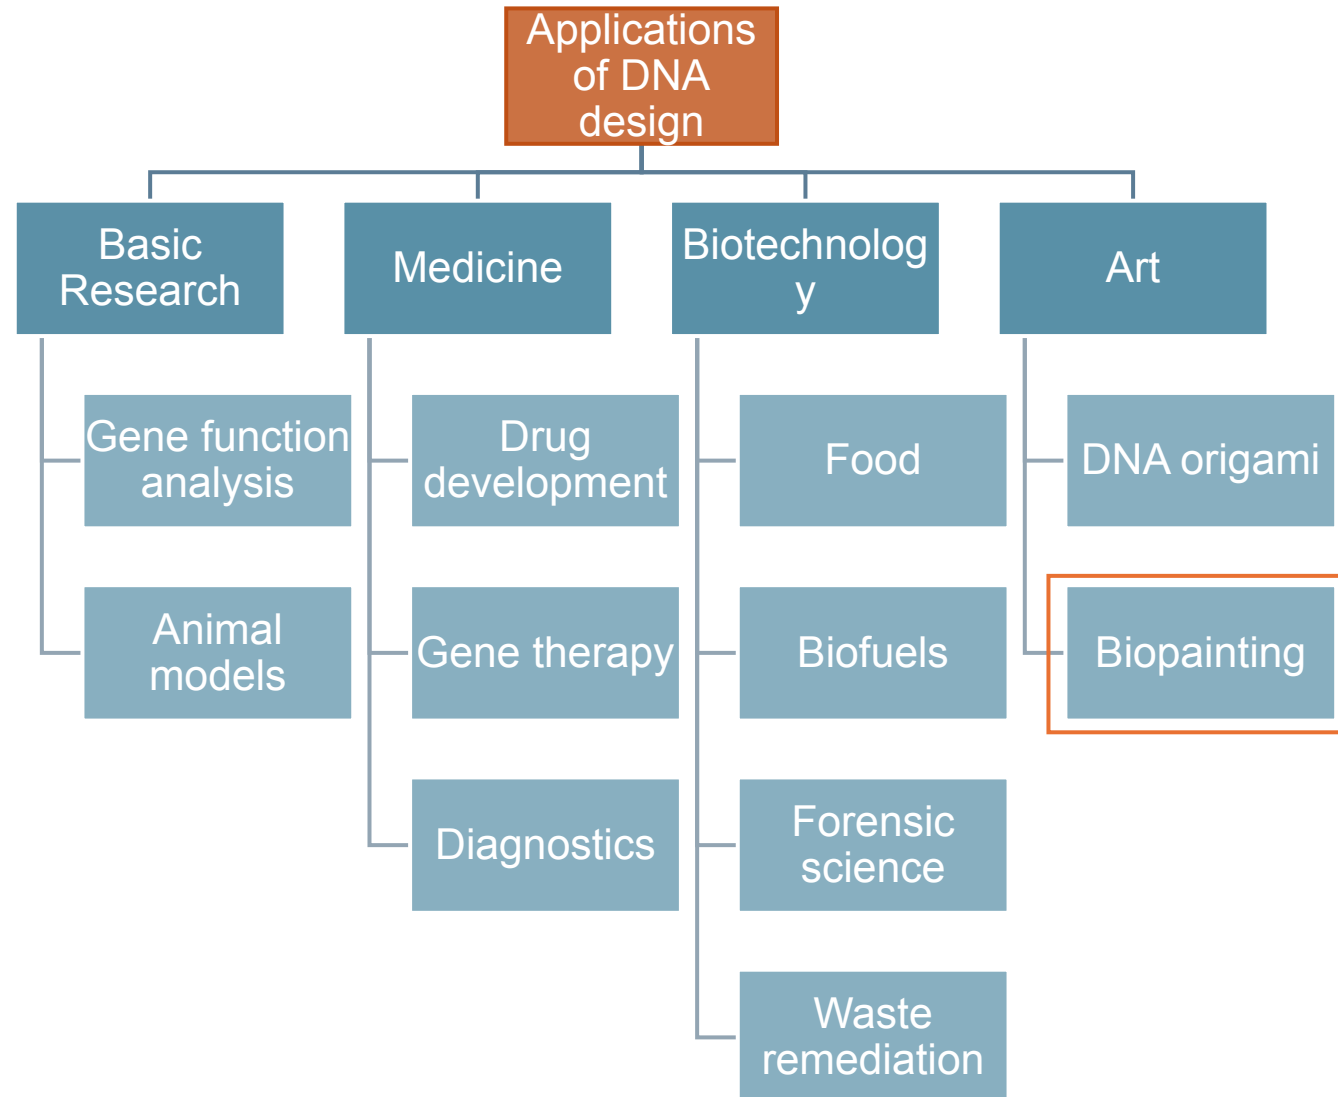 Applications
of DNA
design
Basic
Research
Medicine
Biotechnolog
y
Art
Gene function
analysis
Drug
development
Food
DNA origami
Animal
models
Gene therapy
Biofuels
Biopainting
Diagnostics
Forensic
science
Waste
remediation